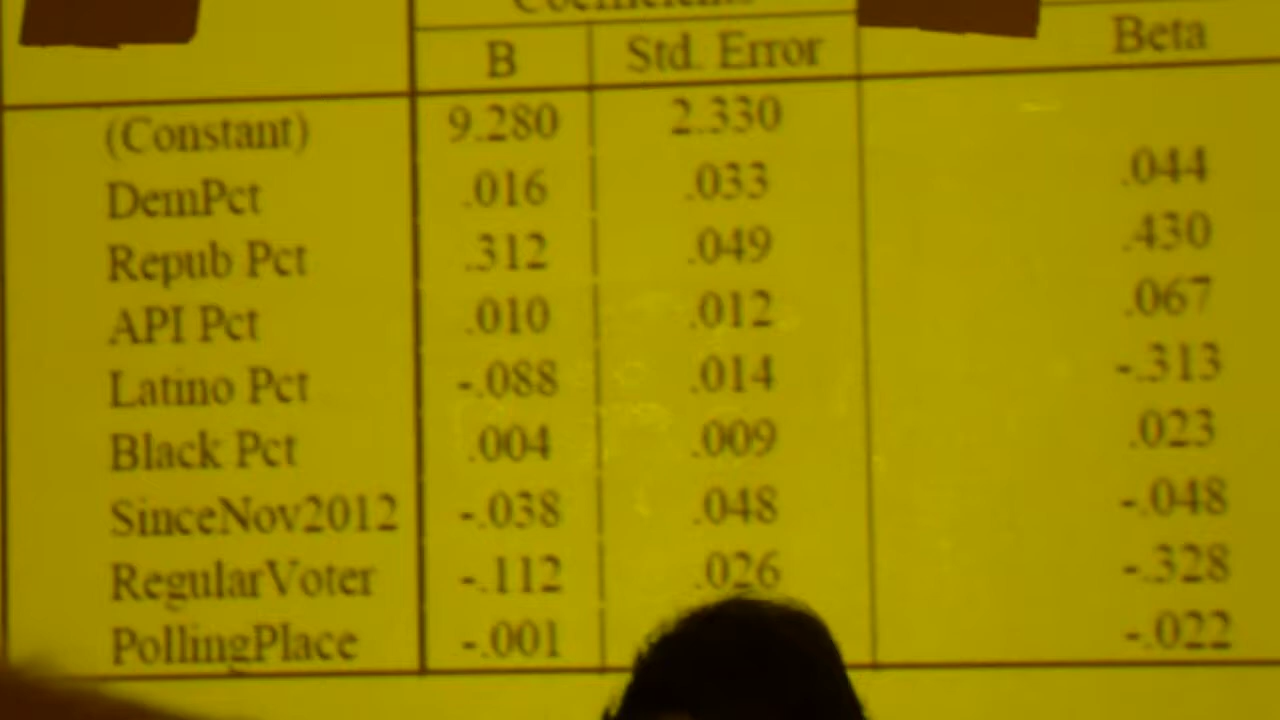 Coefficients
B Std. Error Beta
(Constant) 9.280 2.330
DemPct .016 .033 .044
Repub Pct .312 .049 .430
API Pct .010 .012 .067
Latino Pct -.088 .014 -.313
Black Pct .004 .009 .023
SinceNov2012 -.038 .048 -.048
RegularVoter -.112 .026 -.328
PollingPlace -.001 -.022